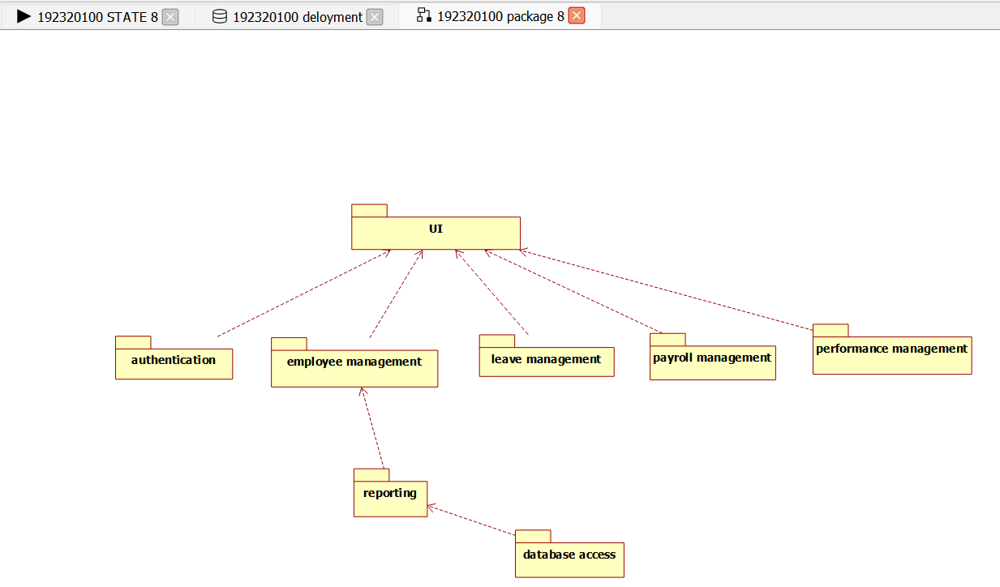 192320100 STATE 8
192320100 deloyment
192320100 package 8
UI
authentication
employee management
leave management
payroll management
performance management
reporting
database access